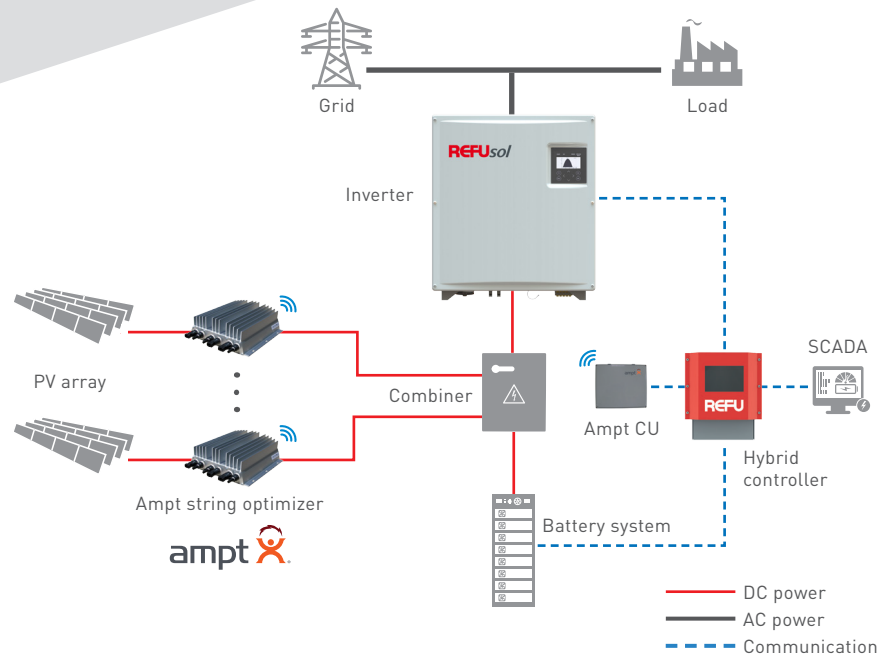 Grid
Load
REFUsol
Inverter
SCADA
PV array
Combiner
REFU
Ampt CU
Hybrid
controller
Ampt string optimizer
Battery system
ampt
DC power
AC power
Communication